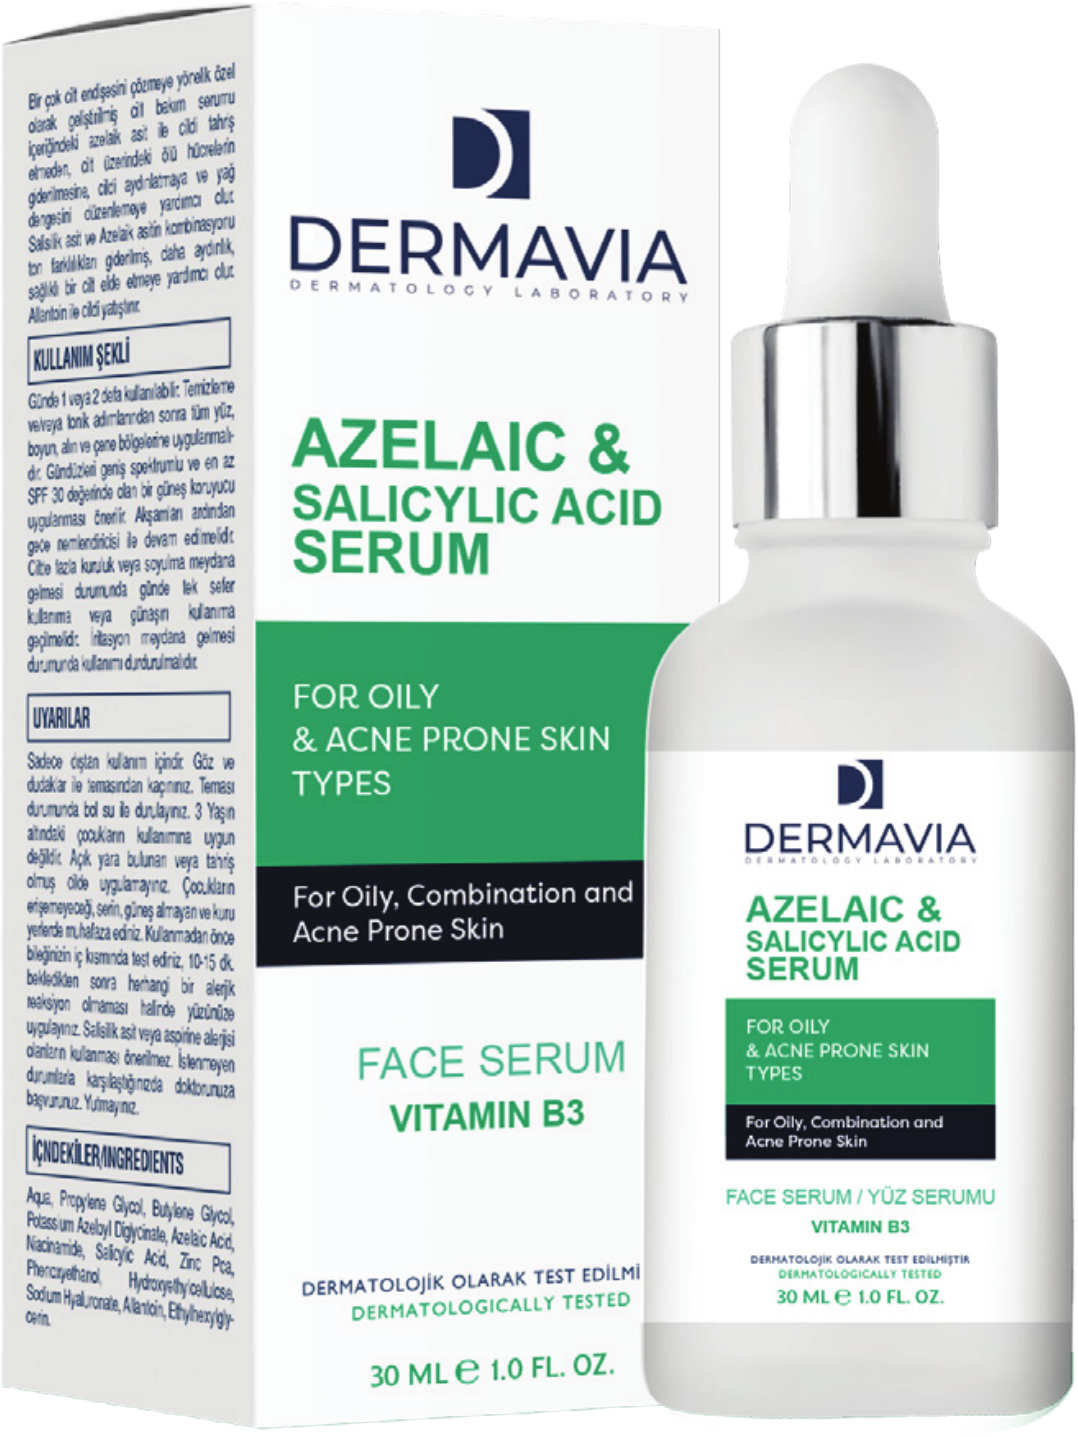 Bir çok cilt endişesini çözmeye yönelik özel
olarak geliştirilmiş cilt bakım serumu
içeriğindeki azelaik asit ile cildi tahriş
etmeden, cilt üzerindeki ölü hücrelerin
giderilmesine, cildi aydınlatmaya ve yağ
dengesini düzenlemeye yardımcı olur.
Salisilik asit ve Azelaik asitin kombinasyonu
ton farklılıkları giderilmiş, daha aydınlık,
sağlıklı bir cilt elde etmeye yardımcı olur.
Allantoin ile cildi yatıştırır.
KULLANIM ŞEKLİ
Günde 1 veya 2 defa kullanılabilir. Temizleme
ve/veya tonik adımlarından sonra tüm yüz,
boyun, alın ve çene bölgelerine uygulanmalı-
dır. Gündüzleri geniş spektrumlu ve en az
SPF 30 değerinde olan bir güneş koruyucu
uygulanması önerilir. Akşamları ardından
gece nemlendiricisi ile devam edilmelidir.
Ciltte fazla kuruluk veya soyulma meydana
gelmesi durumunda günde tek sefer
kullanıma veya günaşırı kullanıma
geçilmelidir. İritasyon meydana gelmesi
durumunda kullanımı durdurulmalıdır.
UYARILAR
Sadece dıştan kullanım içindir. Göz ve
dudaklar ile temasından kaçınınız. Teması
durumunda bol su ile durulayınız. 3 Yaşın
altındaki çocukların kullanımına uygun
değildir. Açık yara bulunan veya tahriş
olmuş cilde uygulamayınız. Çocukların
erişemeyeceği, serin, güneş almayan ve kuru
yerlerde muhafaza ediniz. Kullanmadan önce
bileğinizin iç kısmında test ediniz, 10-15 dk.
bekledikten sonra herhangi bir alerjik
reaksiyon olmaması halinde yüzünüze
uygulayınız. Salisilik asit veya aspirine alerjisi
olanların kullanması önerilmez. İstenmeyen
durumlarla karşılaştığınızda doktorunuza
başvurunuz. Yutmayınız.
İÇNDEKİLER/INGREDIENTS
Aqua, Propylene Glycol, Butylene Glycol,
Potassium Azeloyl Diglycinate, Azelaic Acid,
Niacinamide, Salicylic Acid, Zinc Pca,
Phenoxyethanol, Hydroxyethylcellulose,
Sodium Hyaluronate, Allantoin, Ethylhexylgly-
cerin.
DERMAVIA
DERMATOLOGY LABORATORY
AZELAIC &
SALICYLIC ACID
SERUM
FOR OILY
& ACNE PRONE SKIN
TYPES
For Oily, Combination and
Acne Prone Skin
FACE SERUM
VITAMIN B3
DERMATOLOJİK OLARAK TEST EDİLMİ
DERMATOLOGICALLY TESTED
30 ML e 1.0 FL. OZ.
DERMAVIA
DERMATOLOGY LABORATORY
AZELAIC &
SALICYLIC ACID
SERUM
FOR OILY
& ACNE PRONE SKIN
TYPES
For Oily, Combination and
Acne Prone Skin
FACE SERUM / YÜZ SERUMU
VITAMIN B3
DERMATOLOJİK OLARAK TEST EDİLMİŞTİR
DERMATOLOGICALLY TESTED
30 ML e 1.0 FL. OZ.